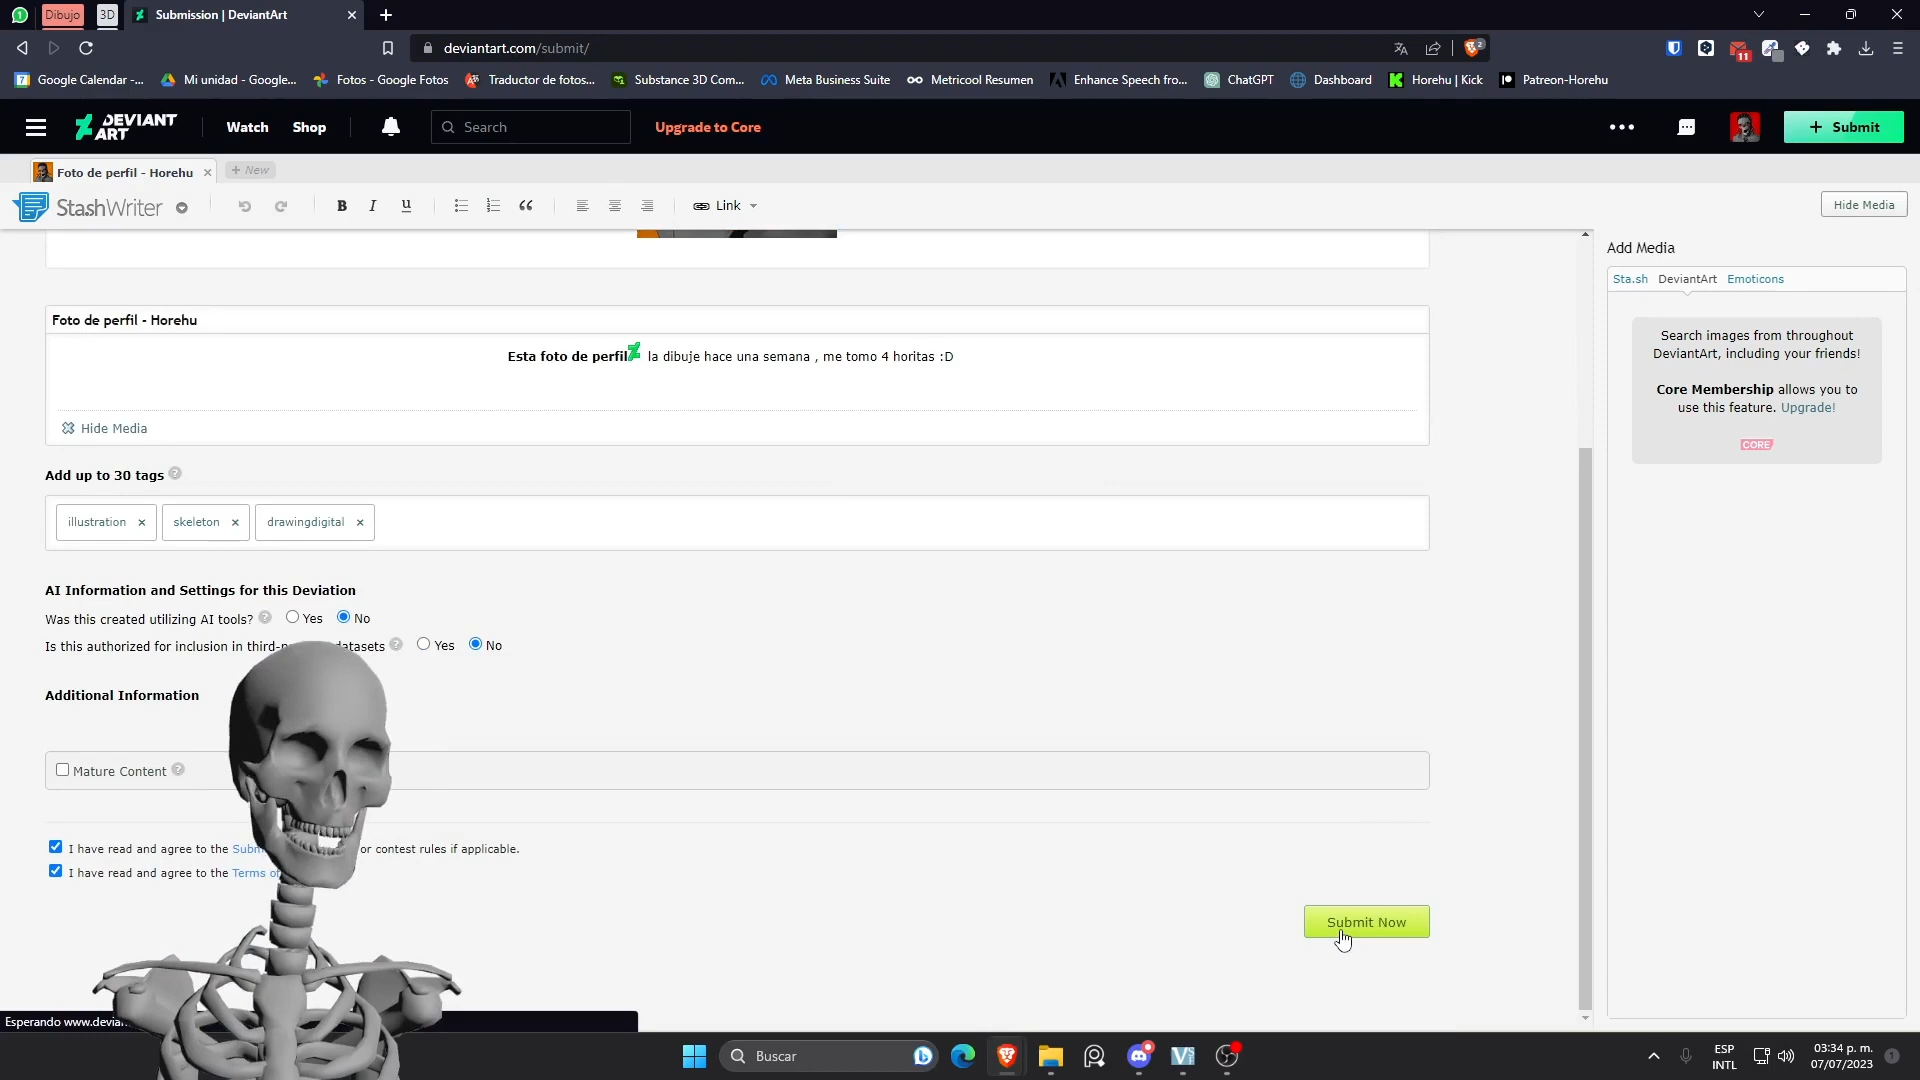 Dibujo
3D
Submission | DeviantArt
deviantart.com/submit/
2
11
Google Calendar -...
Mi unidad - Google...
Fotos - Google Fotos
Traductor de fotos...
Substance 3D Com...
Meta Business Suite
Metricool Resumen
Enhance Speech fro...
ChatGPT
Dashboard
Horehu | Kick
Patreon-Horehu
DEVIANT ART
Watch
Shop
Search
Upgrade to Core
+ Submit
Foto de perfil - Horehu
+ New
StashWriter
B I U
Link
Hide Media
Add Media
Sta.sh DeviantArt Emoticons
Search images from throughout
DeviantArt, including your friends!
Core Membership allows you to
use this feature. Upgrade!
CORE
Foto de perfil - Horehu
Esta foto de perfil la dibuje hace una semana , me tomo 4 horitas :D
Hide Media
Add up to 30 tags ?
illustration
skeleton
drawingdigital
AI Information and Settings for this Deviation
Was this created utilizing AI tools? ? Yes No
Is this authorized for inclusion in third- datasets ? Yes No
Additional Information
Mature Content ?
I have read and agree to the or contest rules if applicable.
I have read and agree to the Terms of
Submit Now
Esperando
Buscar
ESP
INTL
03:34 p. m.
07/07/2023
1